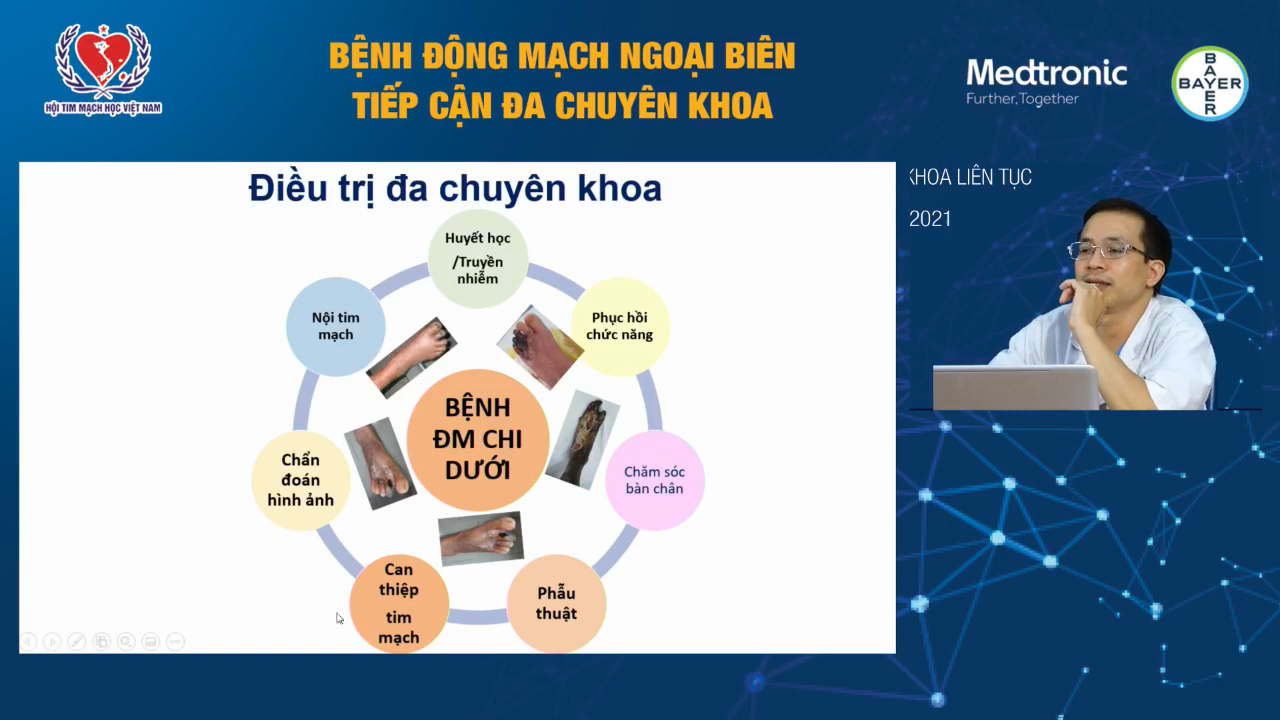 HỘI TIM MẠCH HỌC VIỆT NAM
BỆNH ĐỘNG MẠCH NGOẠI BIÊN
TIẾP CẬN ĐA CHUYÊN KHOA
Medtronic
Further, Together
BAYER
BAYER
KHOA LIÊN TỤC
2021
Điều trị đa chuyên khoa
Huyết học
/Truyền
nhiễm
Nội tim
mạch
Phục hồi
chức năng
BỆNH
ĐM CHI
DƯỚI
Chẩn
đoán
hình ảnh
Chăm sóc
bàn chân
Can
thiệp
tim
mạch
Phẫu
thuật